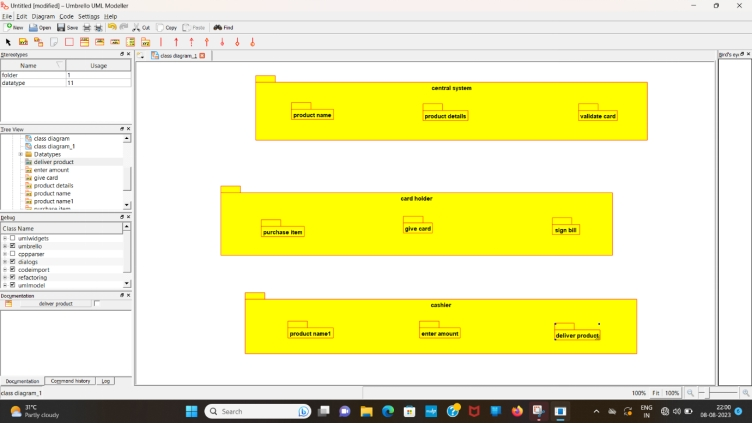 Untitled [modified] - Umbrello UML Modeller
File Edit Diagram Code Settings Help
New Open Save Cut Copy Paste Find
Stereotypes
Name Usage
folder 1
datatype 11
Tree View
class diagram
class diagram_1
Datatypes
deliver product
enter amount
give card
product details
product name
product name1
purchase item
Debug
Class Name
umlwidgets
umbrello
cppparser
dialogs
codeimport
refactoring
umlmodel
Documentation
deliver product
Documentation Command history Log
class diagram_1
class diagram_1
central system
product name
product details
validate card
card holder
purchase item
give card
sign bill
cashier
product name1
enter amount
deliver product
Bird's eye
100% Fit 100%
31°C
Partly cloudy
Search
ENG
IN
22:00
08-08-2023